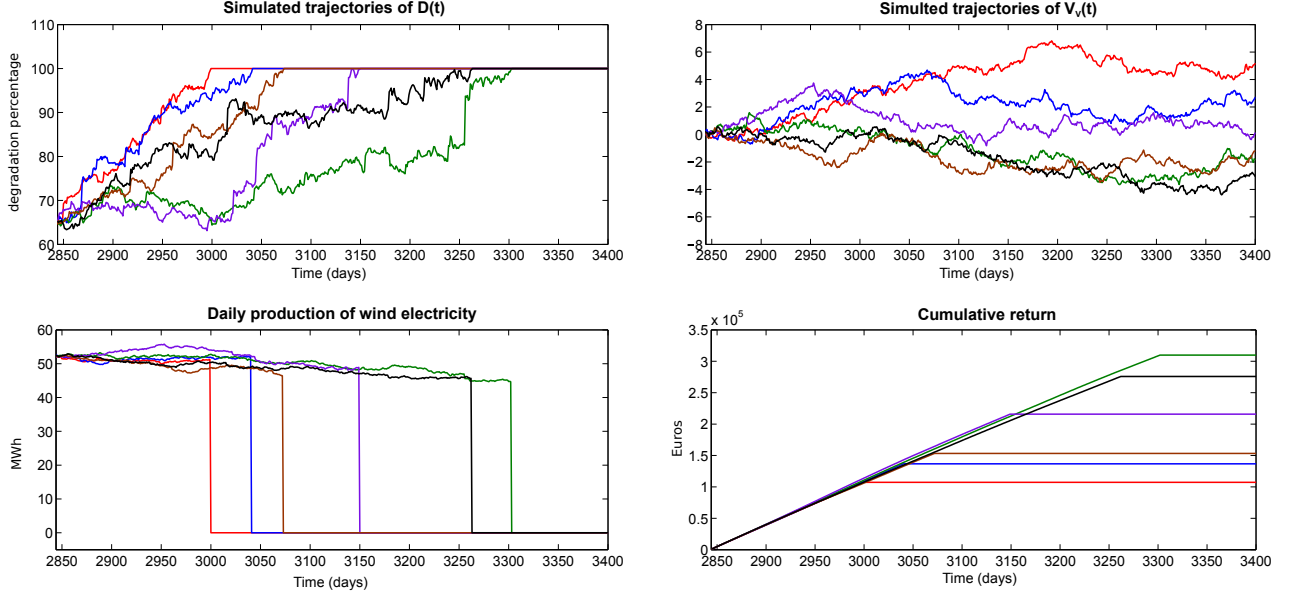 Simulated trajectories of D(t)
degradation percentage
110
100
90
80
70
60
2850 2900 2950 3000 3050 3100 3150 3200 3250 3300 3350 3400
Time (days)
Simulted trajectories of Vv(t)
8
6
4
2
0
−2
−4
−6
−8
2850 2900 2950 3000 3050 3100 3150 3200 3250 3300 3350 3400
Time (days)
Daily production of wind electricity
MWh
60
50
40
30
20
10
0
2850 2900 2950 3000 3050 3100 3150 3200 3250 3300 3350 3400
Time (days)
Cumulative return
x 10^5
Euros
3.5
3
2.5
2
1.5
1
0.5
0
2850 2900 2950 3000 3050 3100 3150 3200 3250 3300 3350 3400
Time (days)